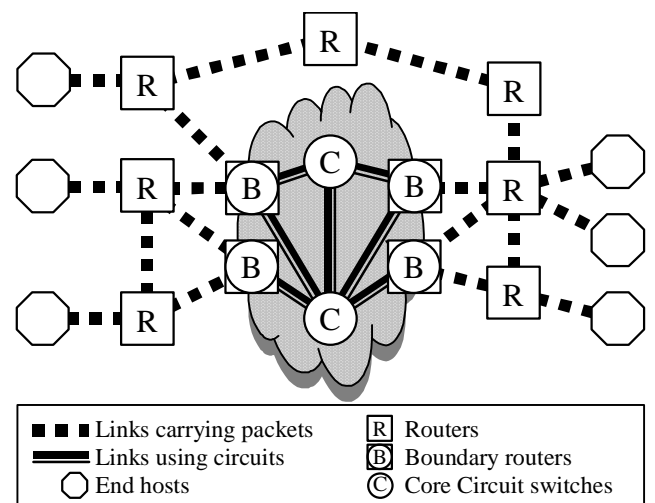 R
R
R
C
B
B
R
R
B
B
R
R
C
Links carrying packets
R Routers
Links using circuits
B Boundary routers
End hosts
C Core Circuit switches